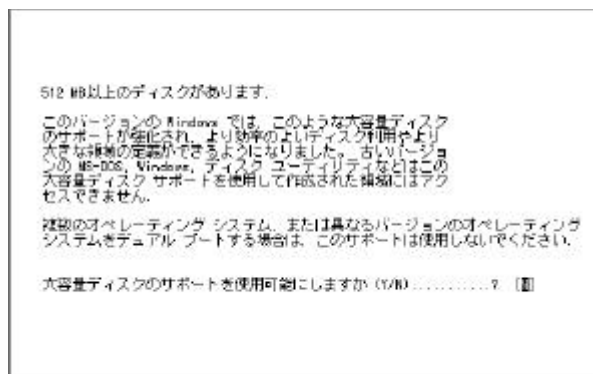 512 MB以上のディスクがあります.
このバージョンの Windows では, このような大容量ディスク
のサポートが強化され, より効率のよいディスク利用やより
大きな領域の定義ができるようになりました. 古いバージョ
ンの MS-DOS, Windows, ディスク ユーティリティなどはこの
大容量ディスク サポートを使用して作成された領域にはアク
セスできません.
複数のオペレーティング システム, または異なるバージョンのオペレーティング
システムをデュアル ブートする場合は, このサポートは使用しないでください.
大容量ディスクのサポートを使用可能にしますか (Y/N)...........? [